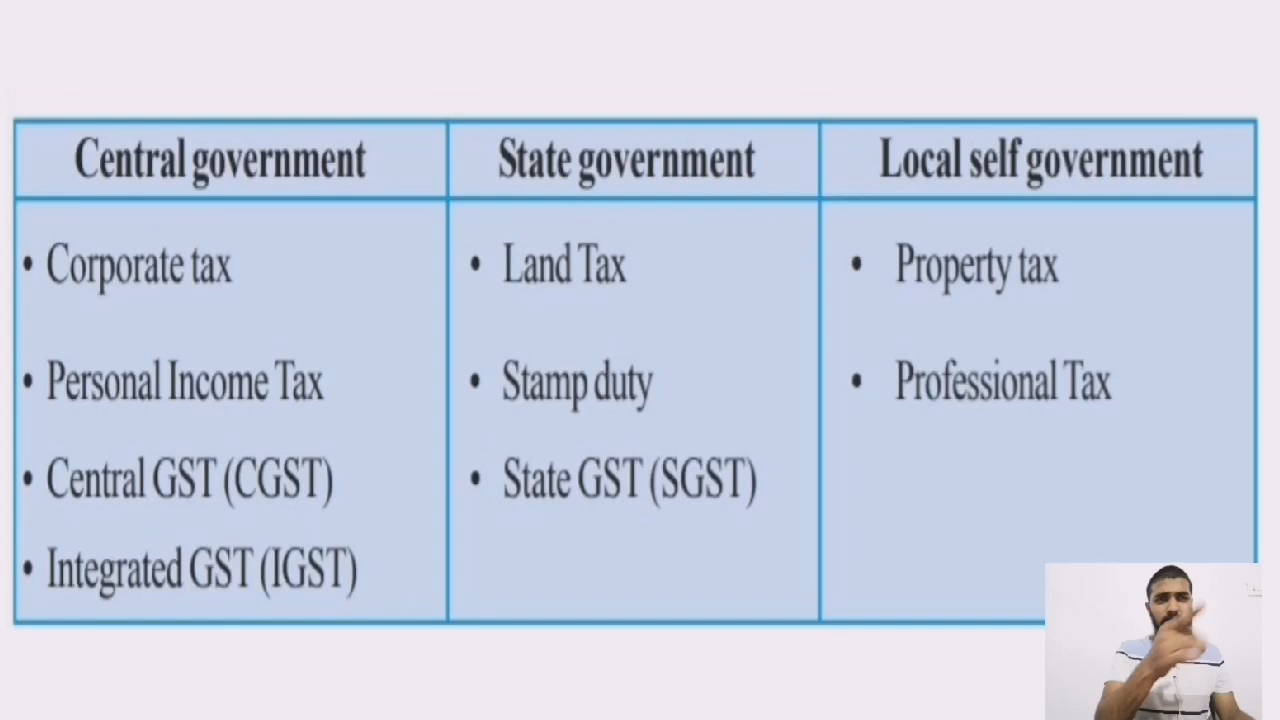 Central government
State government
Local self government
• Corporate tax
• Land Tax
• Property tax
• Personal Income Tax
• Stamp duty
• Professional Tax
• Central GST (CGST)
• State GST (SGST)
• Integrated GST (IGST)